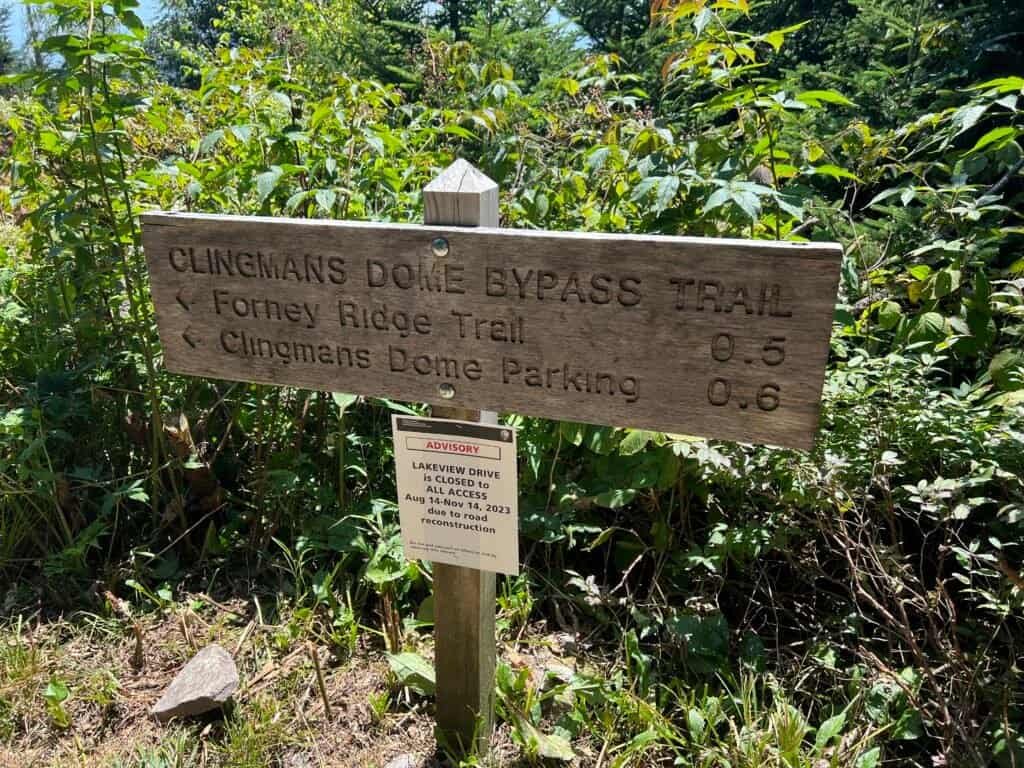 CLINGMANS DOME BYPASS TRAIL
< Forney Ridge Trail 0.5
< Clingmans Dome Parking 0.6
ADVISORY
LAKEVIEW DRIVE
is CLOSED to
ALL ACCESS
Aug 14-Nov 14, 2023
due to road
reconstruction